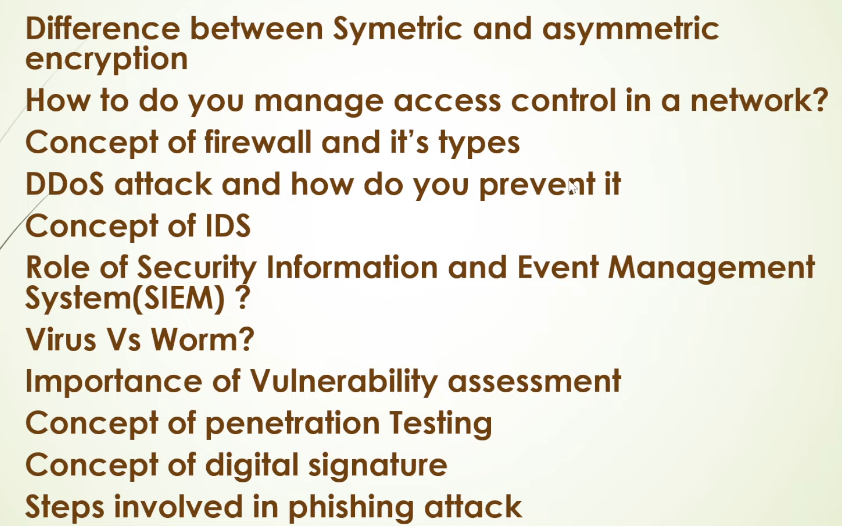 Difference between Symetric and asymmetric
encryption
How to do you manage access control in a network?
Concept of firewall and it's types
DDoS attack and how do you prevent it
Concept of IDS
Role of Security Information and Event Management
System(SIEM) ?
Virus Vs Worm?
Importance of Vulnerability assessment
Concept of penetration Testing
Concept of digital signature
Steps involved in phishing attack